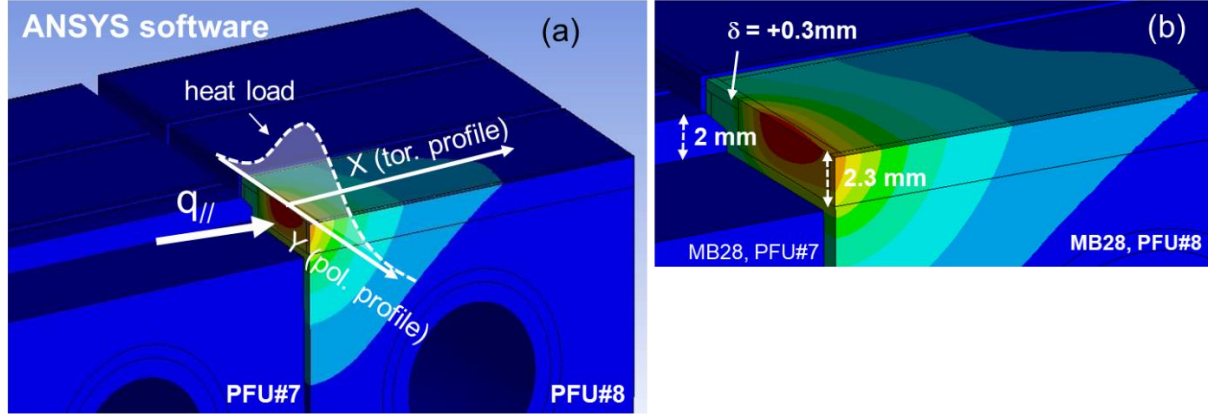 ANSYS software
(a)
heat load
X (tor. profile)
q//
Y (pol. profile)
PFU#7
PFU#8
(b)
δ = +0.3mm
2 mm
2.3 mm
MB28, PFU#7
MB28, PFU#8